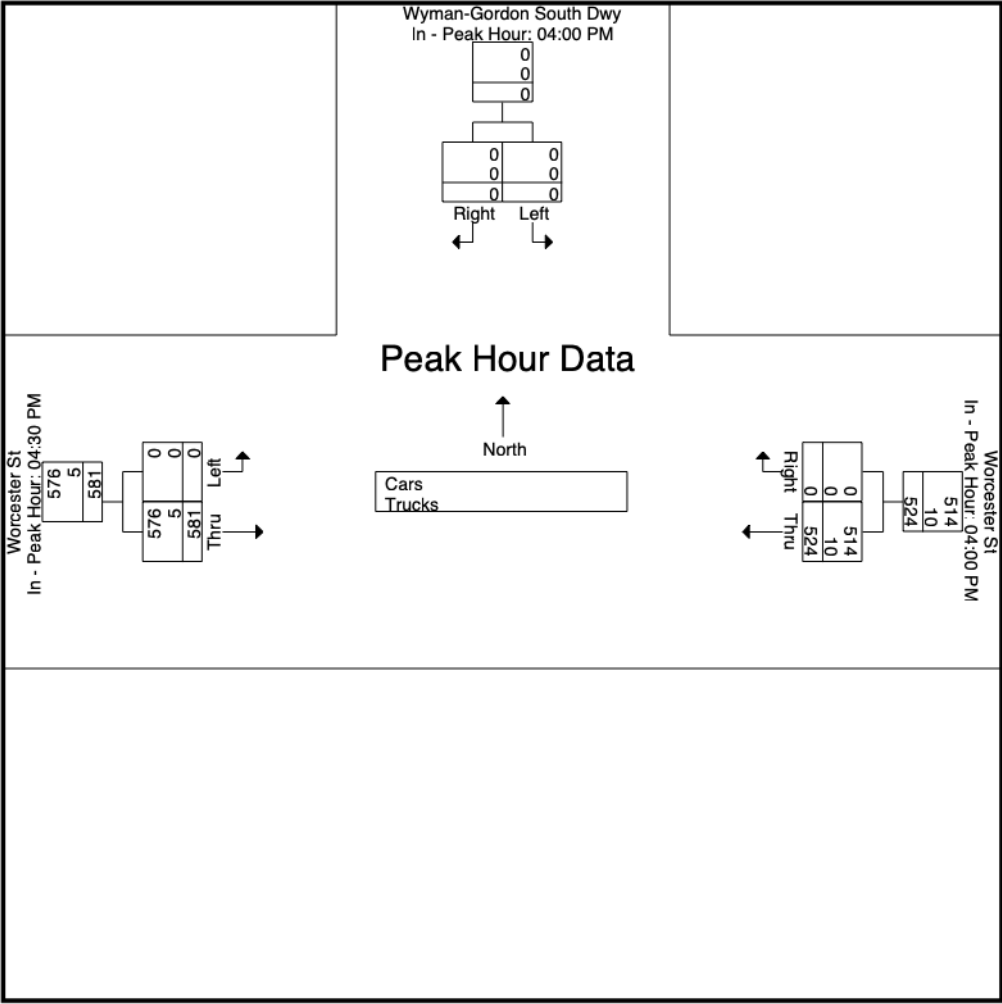 Wyman-Gordon South Dwy
In - Peak Hour: 04:00 PM
0
0
0
0 0
0 0
0 0
Right Left
Peak Hour Data
North
Cars
Trucks
Worcester St
In - Peak Hour: 04:30 PM
576
5
581
0 576
0 5
0 581
Left Thru
Worcester St
In - Peak Hour: 04:00 PM
514
10
524
0 514
0 10
0 524
Right Thru